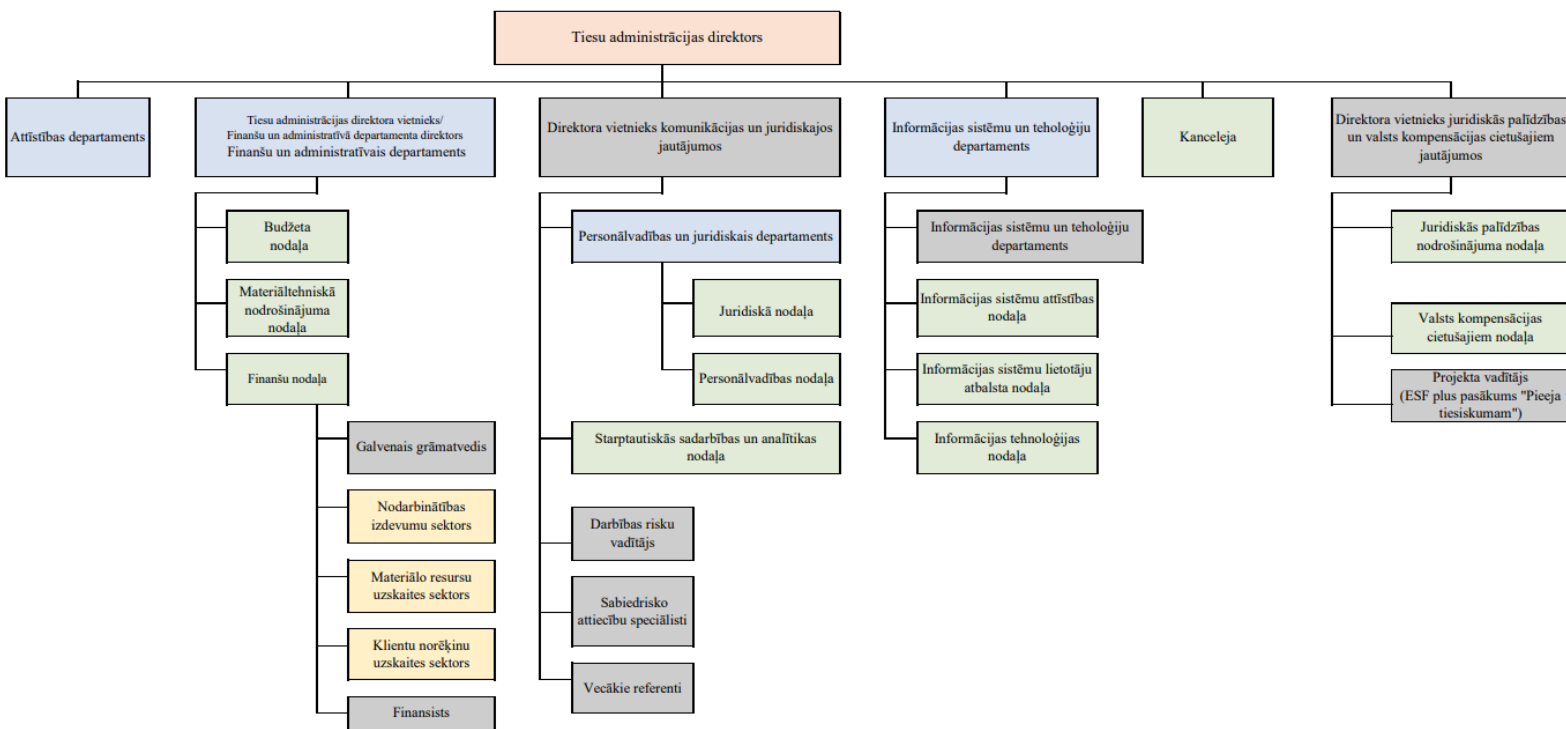 Tiesu administrācijas direktors
Attīstības departaments
Tiesu administrācijas direktora vietnieks/
Finanšu un administratīvā departamenta direktors
Finanšu un administratīvais departaments
Direktora vietnieks komunikācijas un juridiskajos
jautājumos
Informācijas sistēmu un teholoģiju
departaments
Kanceleja
Direktora vietnieks juridiskās palīdzības
un valsts kompensācijas cietušajiem
jautājumos
Budžeta
nodaļa
Materiāltehniskā
nodrošinājuma
nodaļa
Finanšu nodaļa
Galvenais grāmatvedis
Nodarbinātības
izdevumu sektors
Materiālo resursu
uzskaites sektors
Klientu norēķinu
uzskaites sektors
Finansists
Personālvadības un juridiskais departaments
Juridiskā nodaļa
Personālvadības nodaļa
Starptautiskās sadarbības un analītikas
nodaļa
Darbības risku
vadītājs
Sabiedrisko
attiecību speciālisti
Vecākie referenti
Informācijas sistēmu un teholoģiju
departaments
Informācijas sistēmu attīstības
nodaļa
Informācijas sistēmu lietotāju
atbalsta nodaļa
Informācijas tehnoloģijas
nodaļa
Juridiskās palīdzības
nodrošinājuma nodaļa
Valsts kompensācijas
cietušajiem nodaļa
Projekta vadītājs
(ESF plus pasākums "Pieeja
tiesiskumam")